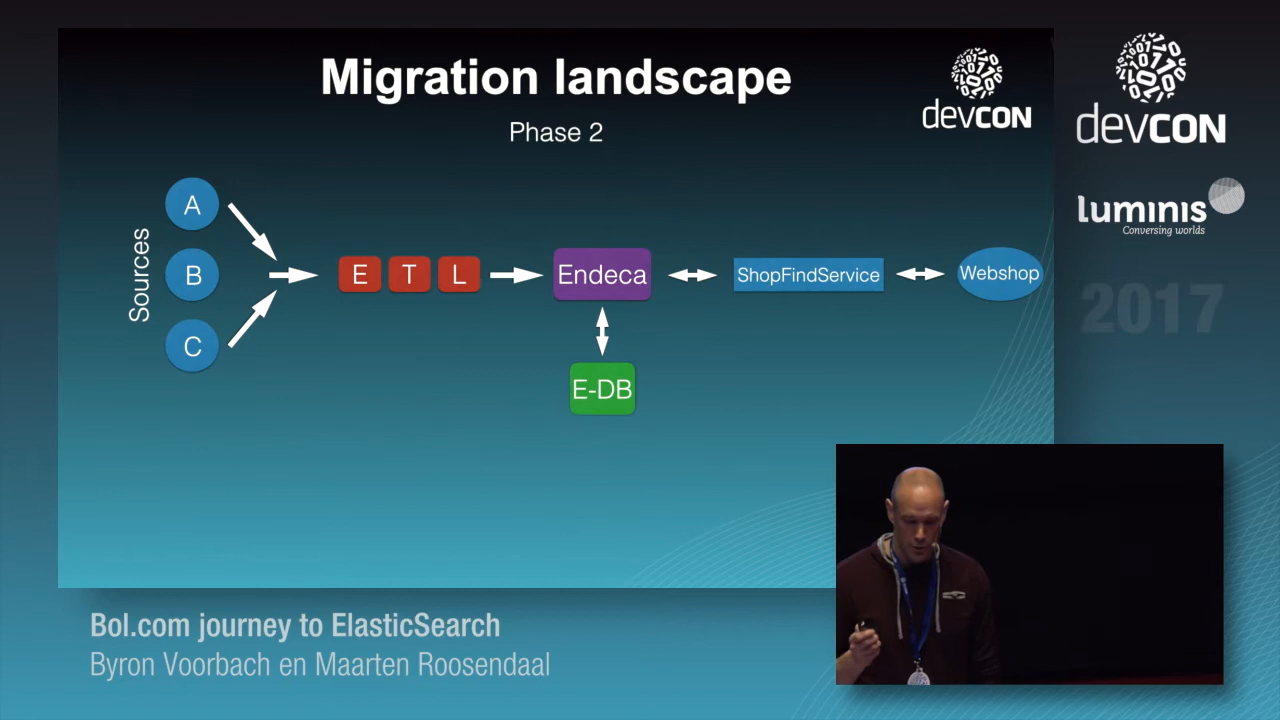 Migration landscape
Phase 2
devcon
devcon
luminis
Conversing worlds
2017
Sources
A
B
C
E T L
Endeca
ShopFindService
Webshop
E-DB
Bol.com journey to ElasticSearch
Byron Voorbach en Maarten Roosendaal